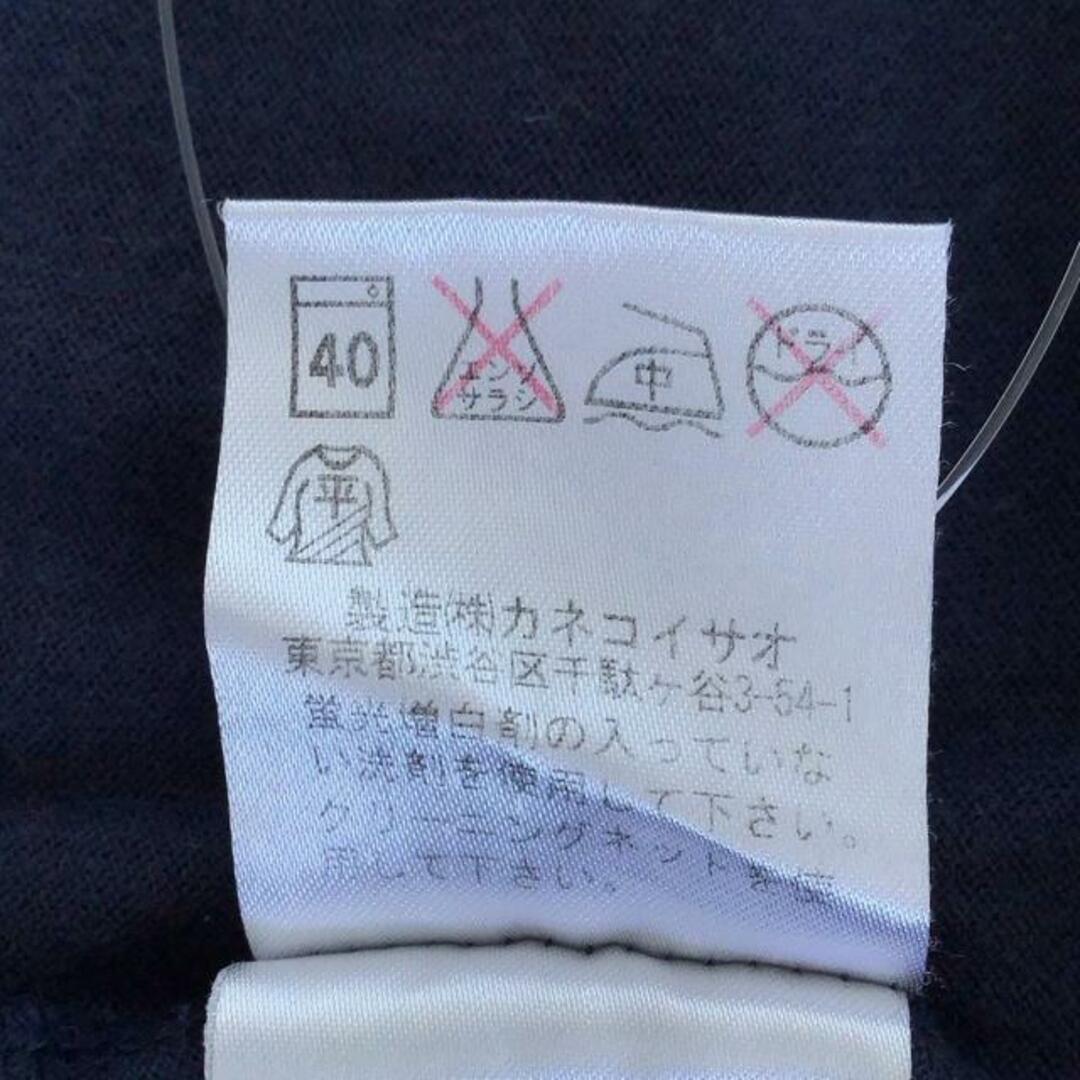 40
エンソ
サラシ
中
ドライ
平
製造(株)カネコイサオ
東京都渋谷区千駄ヶ谷3-54-1
蛍光増白剤の入っていな
い洗剤を使用して下さい。
クリーニングネットを使
用して下さい。